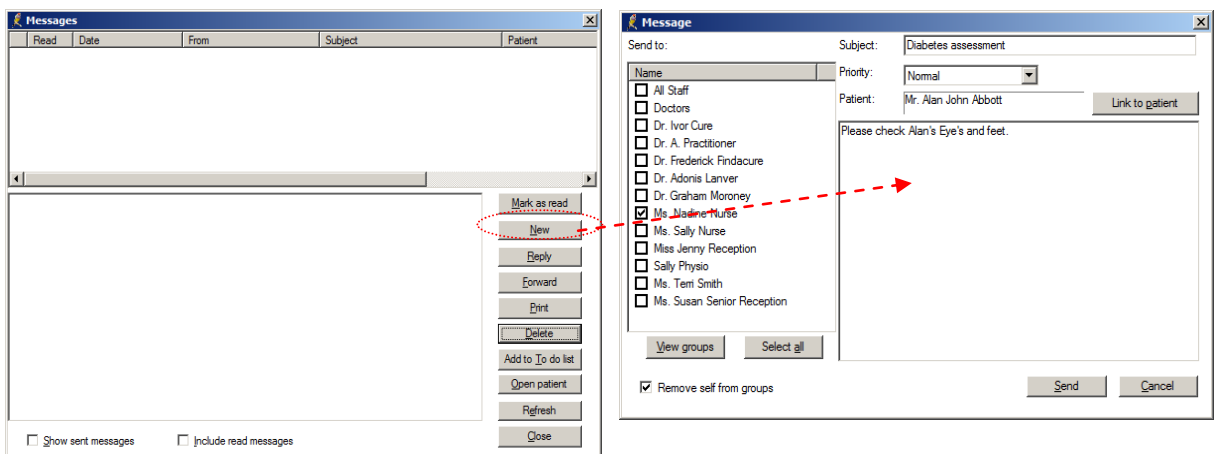 Messages
Read Date From Subject Patient
Mark as read
New
Reply
Forward
Print
Delete
Add to To do list
Open patient
Refresh
Close
Show sent messages Include read messages
Message
Send to:
Subject: Diabetes assessment
Priority: Normal
Patient: Mr. Alan John Abbott Link to patient
Name
All Staff
Doctors
Dr. Ivor Cure
Dr. A. Practitioner
Dr. Frederick Findacure
Dr. Adonis Lanver
Dr. Graham Moroney
Ms. Nadine Nurse
Ms. Sally Nurse
Miss Jenny Reception
Sally Physio
Ms. Terri Smith
Ms. Susan Senior Reception
Please check Alan's Eye's and feet.
View groups Select all
Remove self from groups
Send Cancel